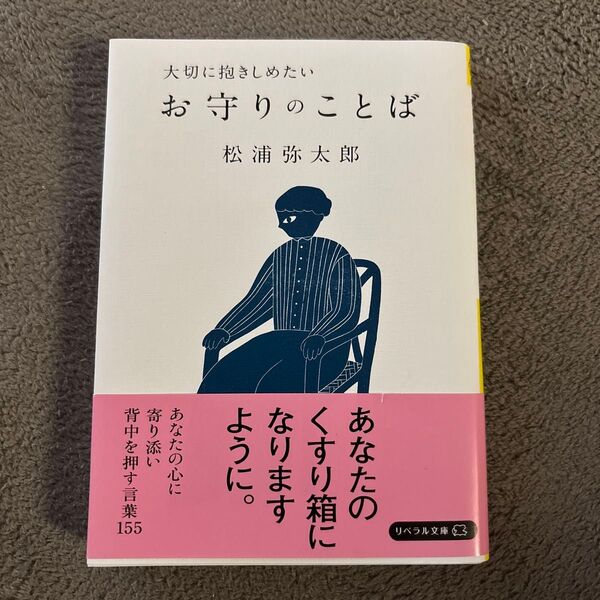 大切に抱きしめたい
お守りのことば
松浦弥太郎
あなたの
くすり箱に
なります
ように。
あなたの心に
寄り添い
背中を押す言葉
155
リベラル文庫